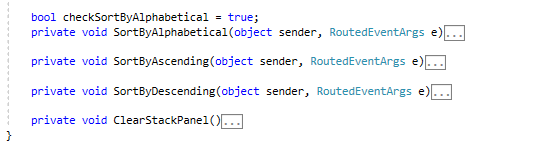 bool checkSortByAlphabetical = true;
private void SortByAlphabetical(object sender, RoutedEventArgs e)...
private void SortByAscending(object sender, RoutedEventArgs e)...
private void SortByDescending(object sender, RoutedEventArgs e)...
private void ClearStackPanel()...
}